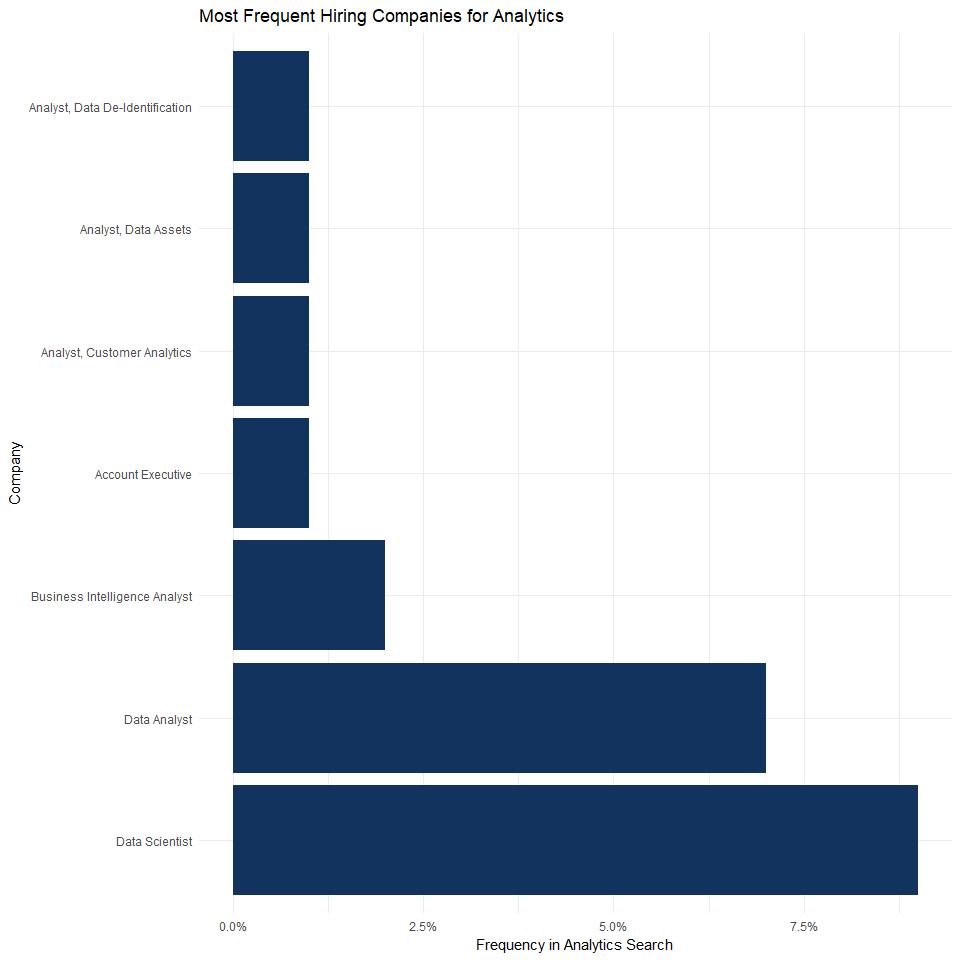 Most Frequent Hiring Companies for Analytics
Analyst, Data De-Identification
Analyst, Data Assets
Analyst, Customer Analytics
Account Executive
Business Intelligence Analyst
Data Analyst
Data Scientist
Company
0.0% 2.5% 5.0% 7.5%
Frequency in Analytics Search